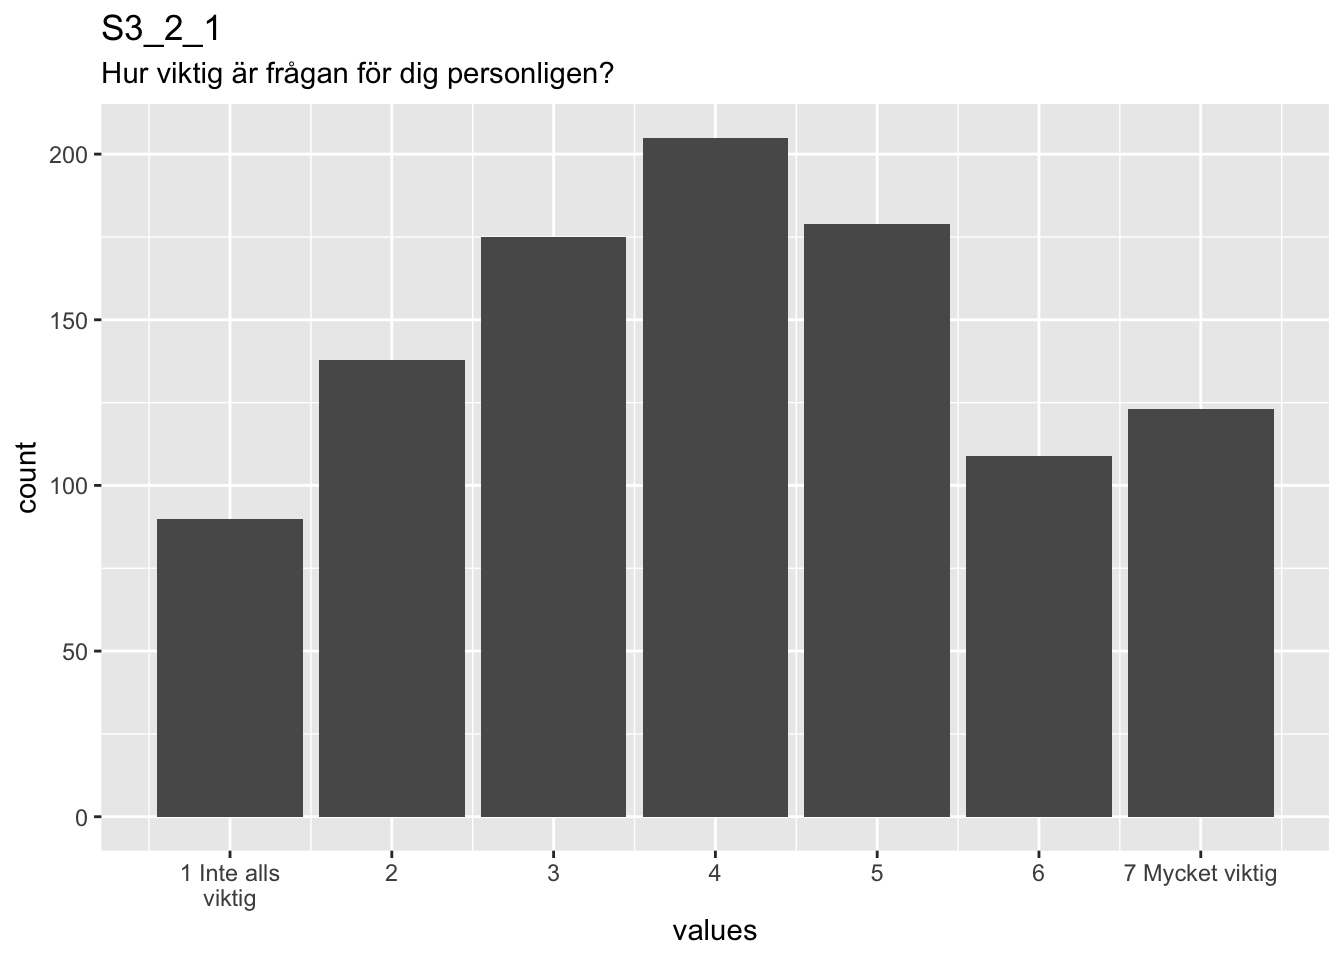 S3_2_1
Hur viktig är frågan för dig personligen?
200
150
100
50
0
count
1 Inte alls
viktig
2
3
4
5
6
7 Mycket viktig
values